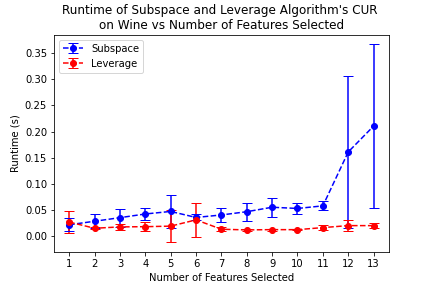 Runtime of Subspace and Leverage Algorithm's CUR
on Wine vs Number of Features Selected
Subspace
Leverage
Runtime (s)
0.35
0.30
0.25
0.20
0.15
0.10
0.05
0.00
1 2 3 4 5 6 7 8 9 10 11 12 13
Number of Features Selected